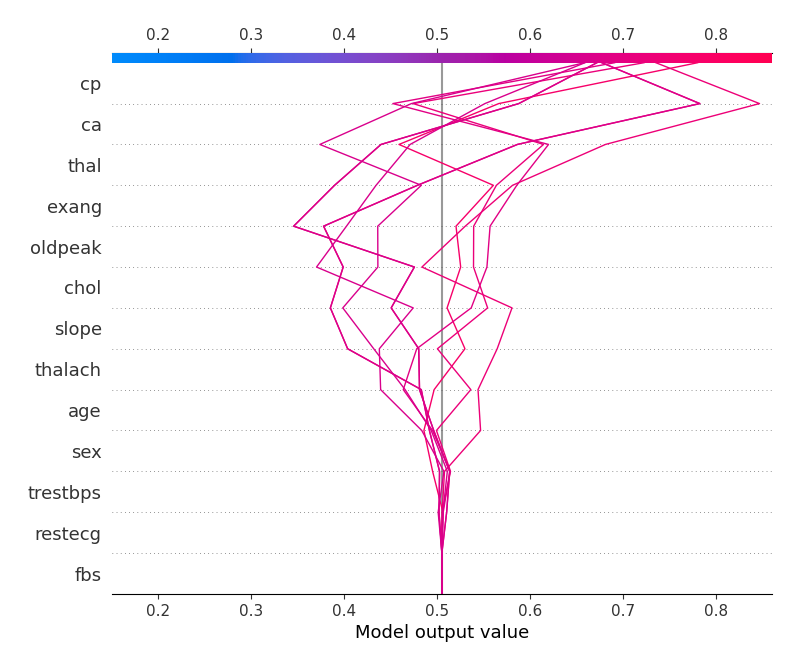 0.2 0.3 0.4 0.5 0.6 0.7 0.8
cp
ca
thal
exang
oldpeak
chol
slope
thalach
age
sex
trestbps
restecg
fbs
0.2 0.3 0.4 0.5 0.6 0.7 0.8
Model output value